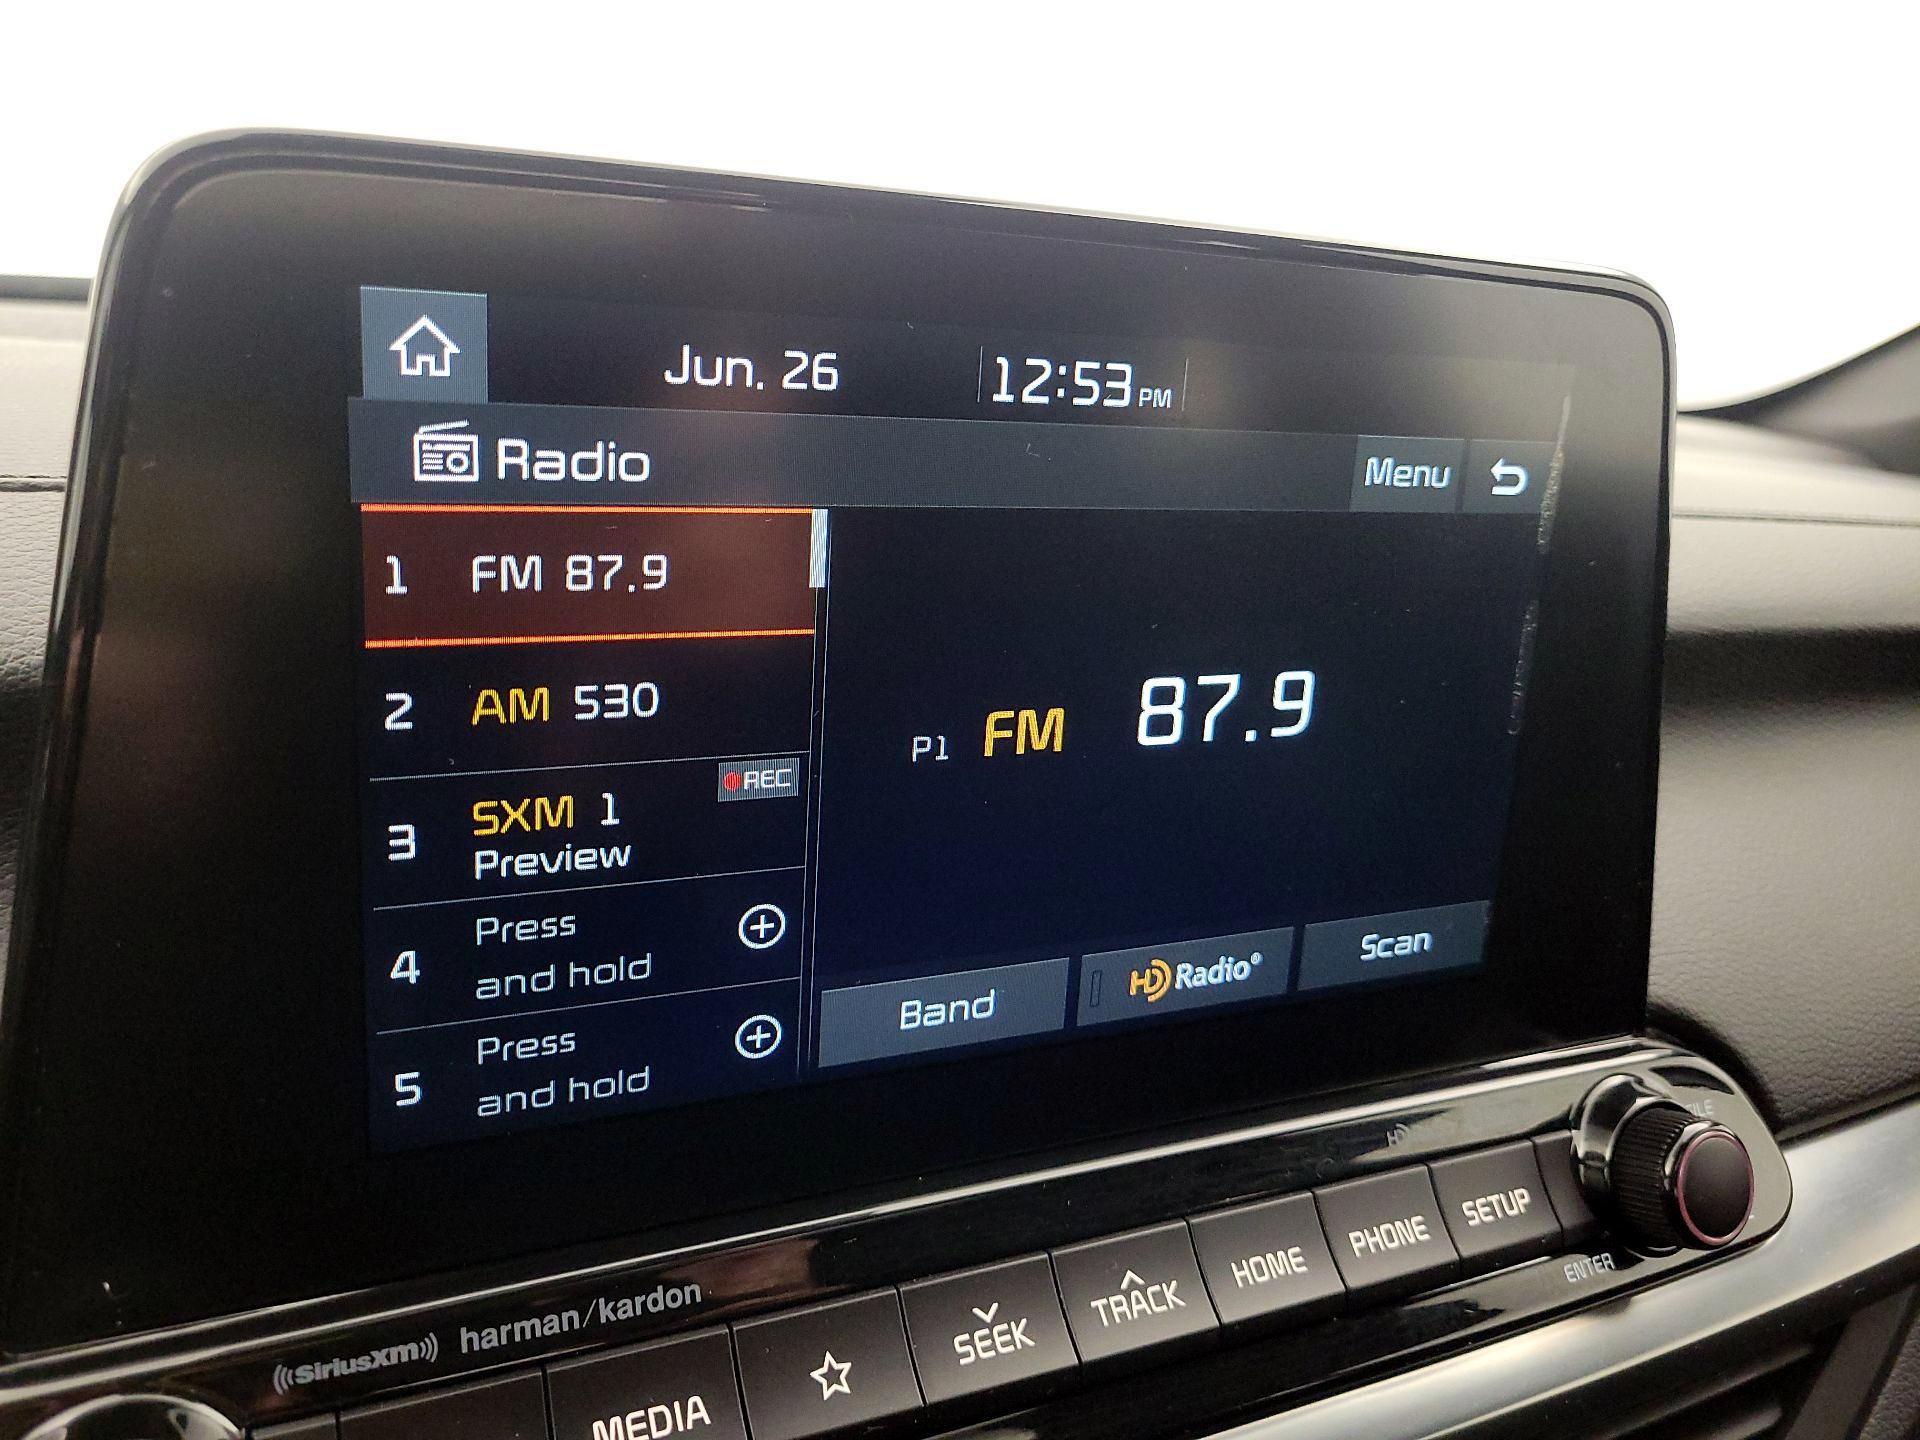 Jun. 26
12:53 PM
Radio
Menu
1 FM 87.9
2 AM 530
REC
3 SXM 1
Preview
4 Press
and hold
5 Press
and hold
P1 FM 87.9
Band
HD Radio®
Scan
((SiriusXM))
harman/kardon
MEDIA
SEEK
TRACK
HOME
PHONE
SETUP
ENTER
HD